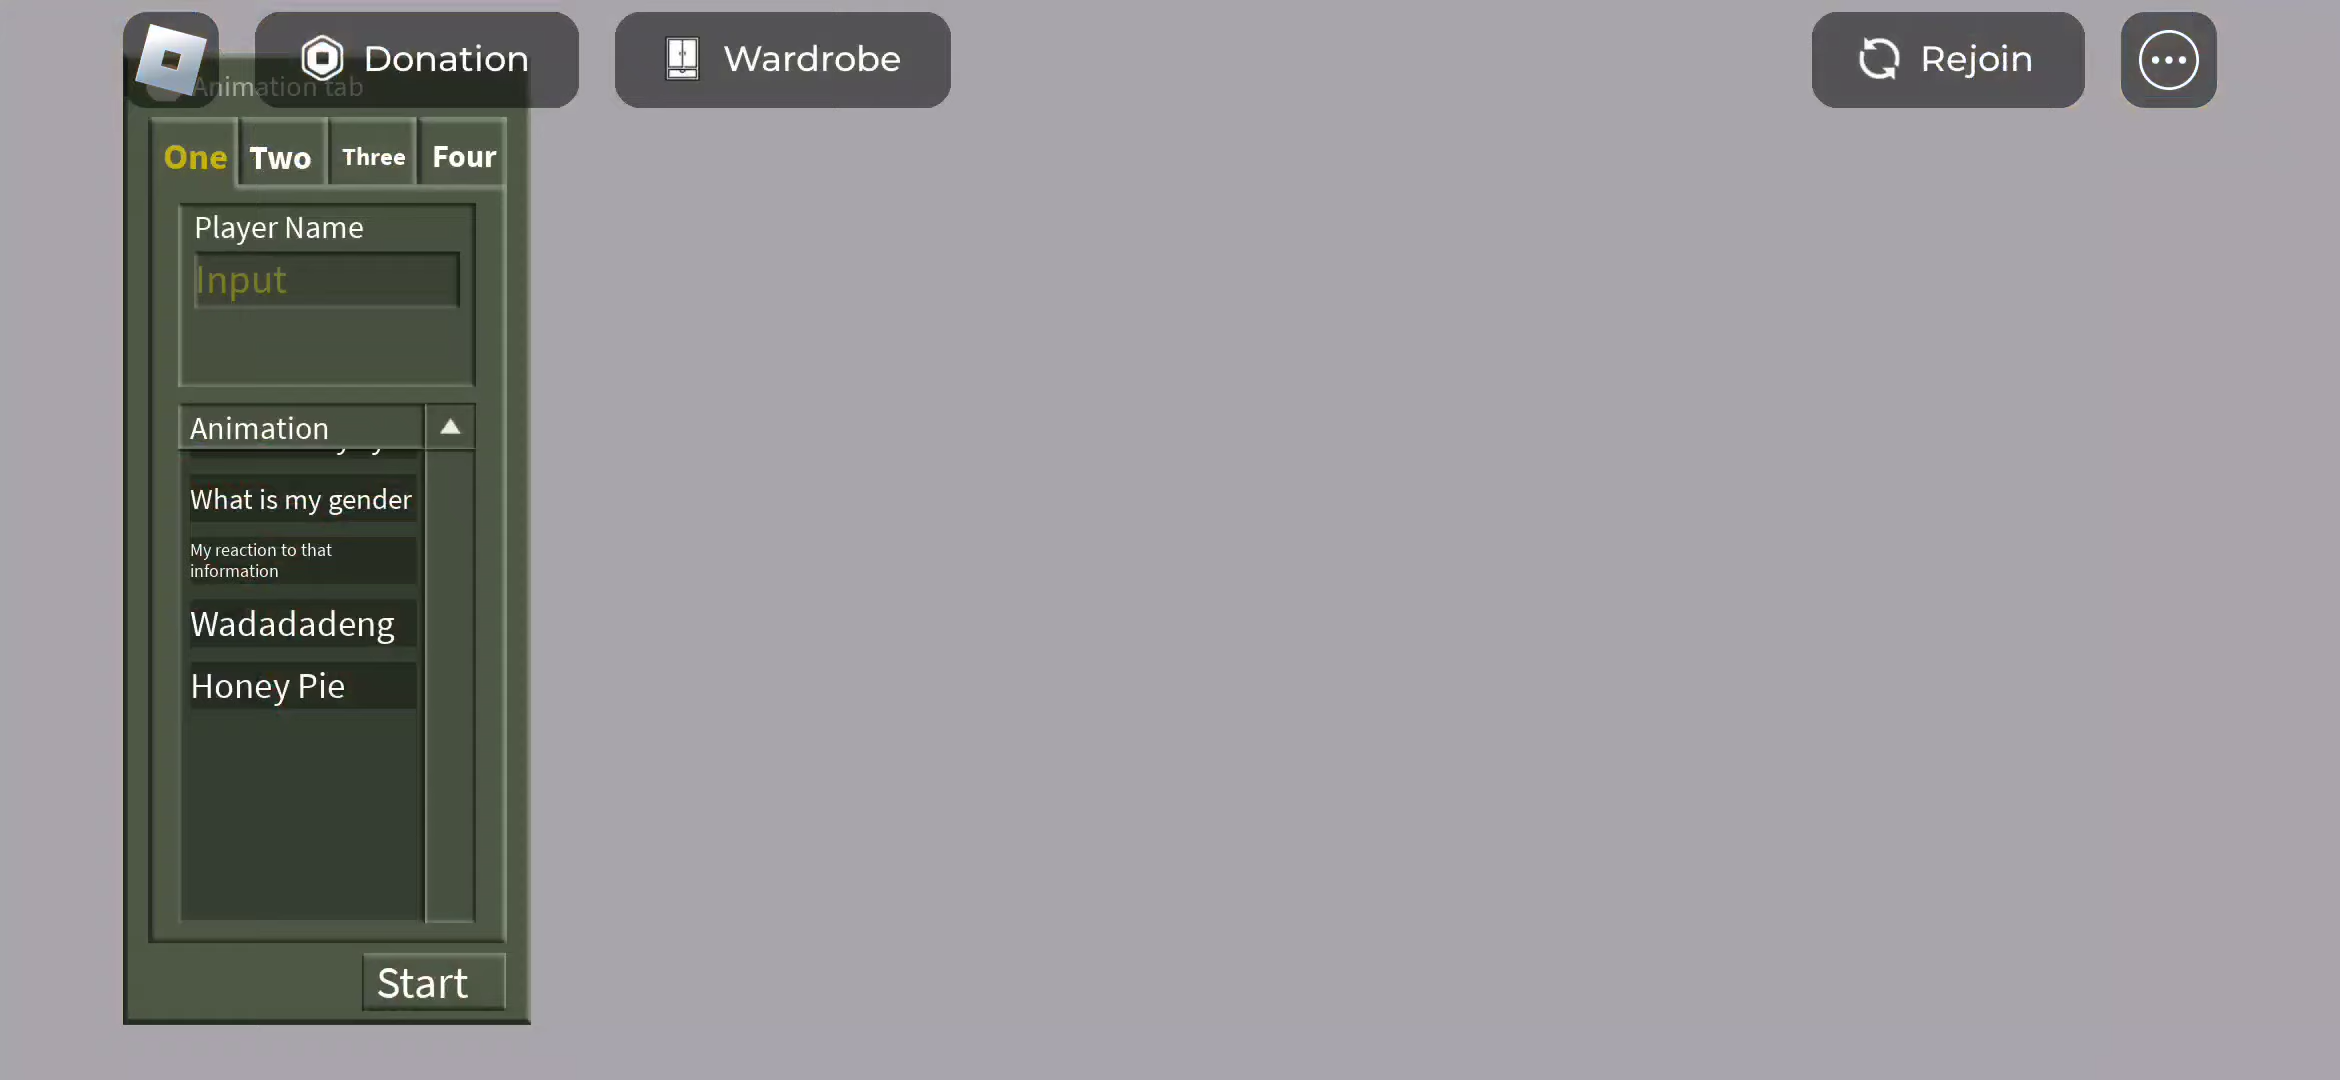 Donation
Wardrobe
Rejoin
Animation tab
One
Two
Three
Four
Player Name
Input
Animation
What is my gender
My reaction to that
information
Wadadadeng
Honey Pie
Start